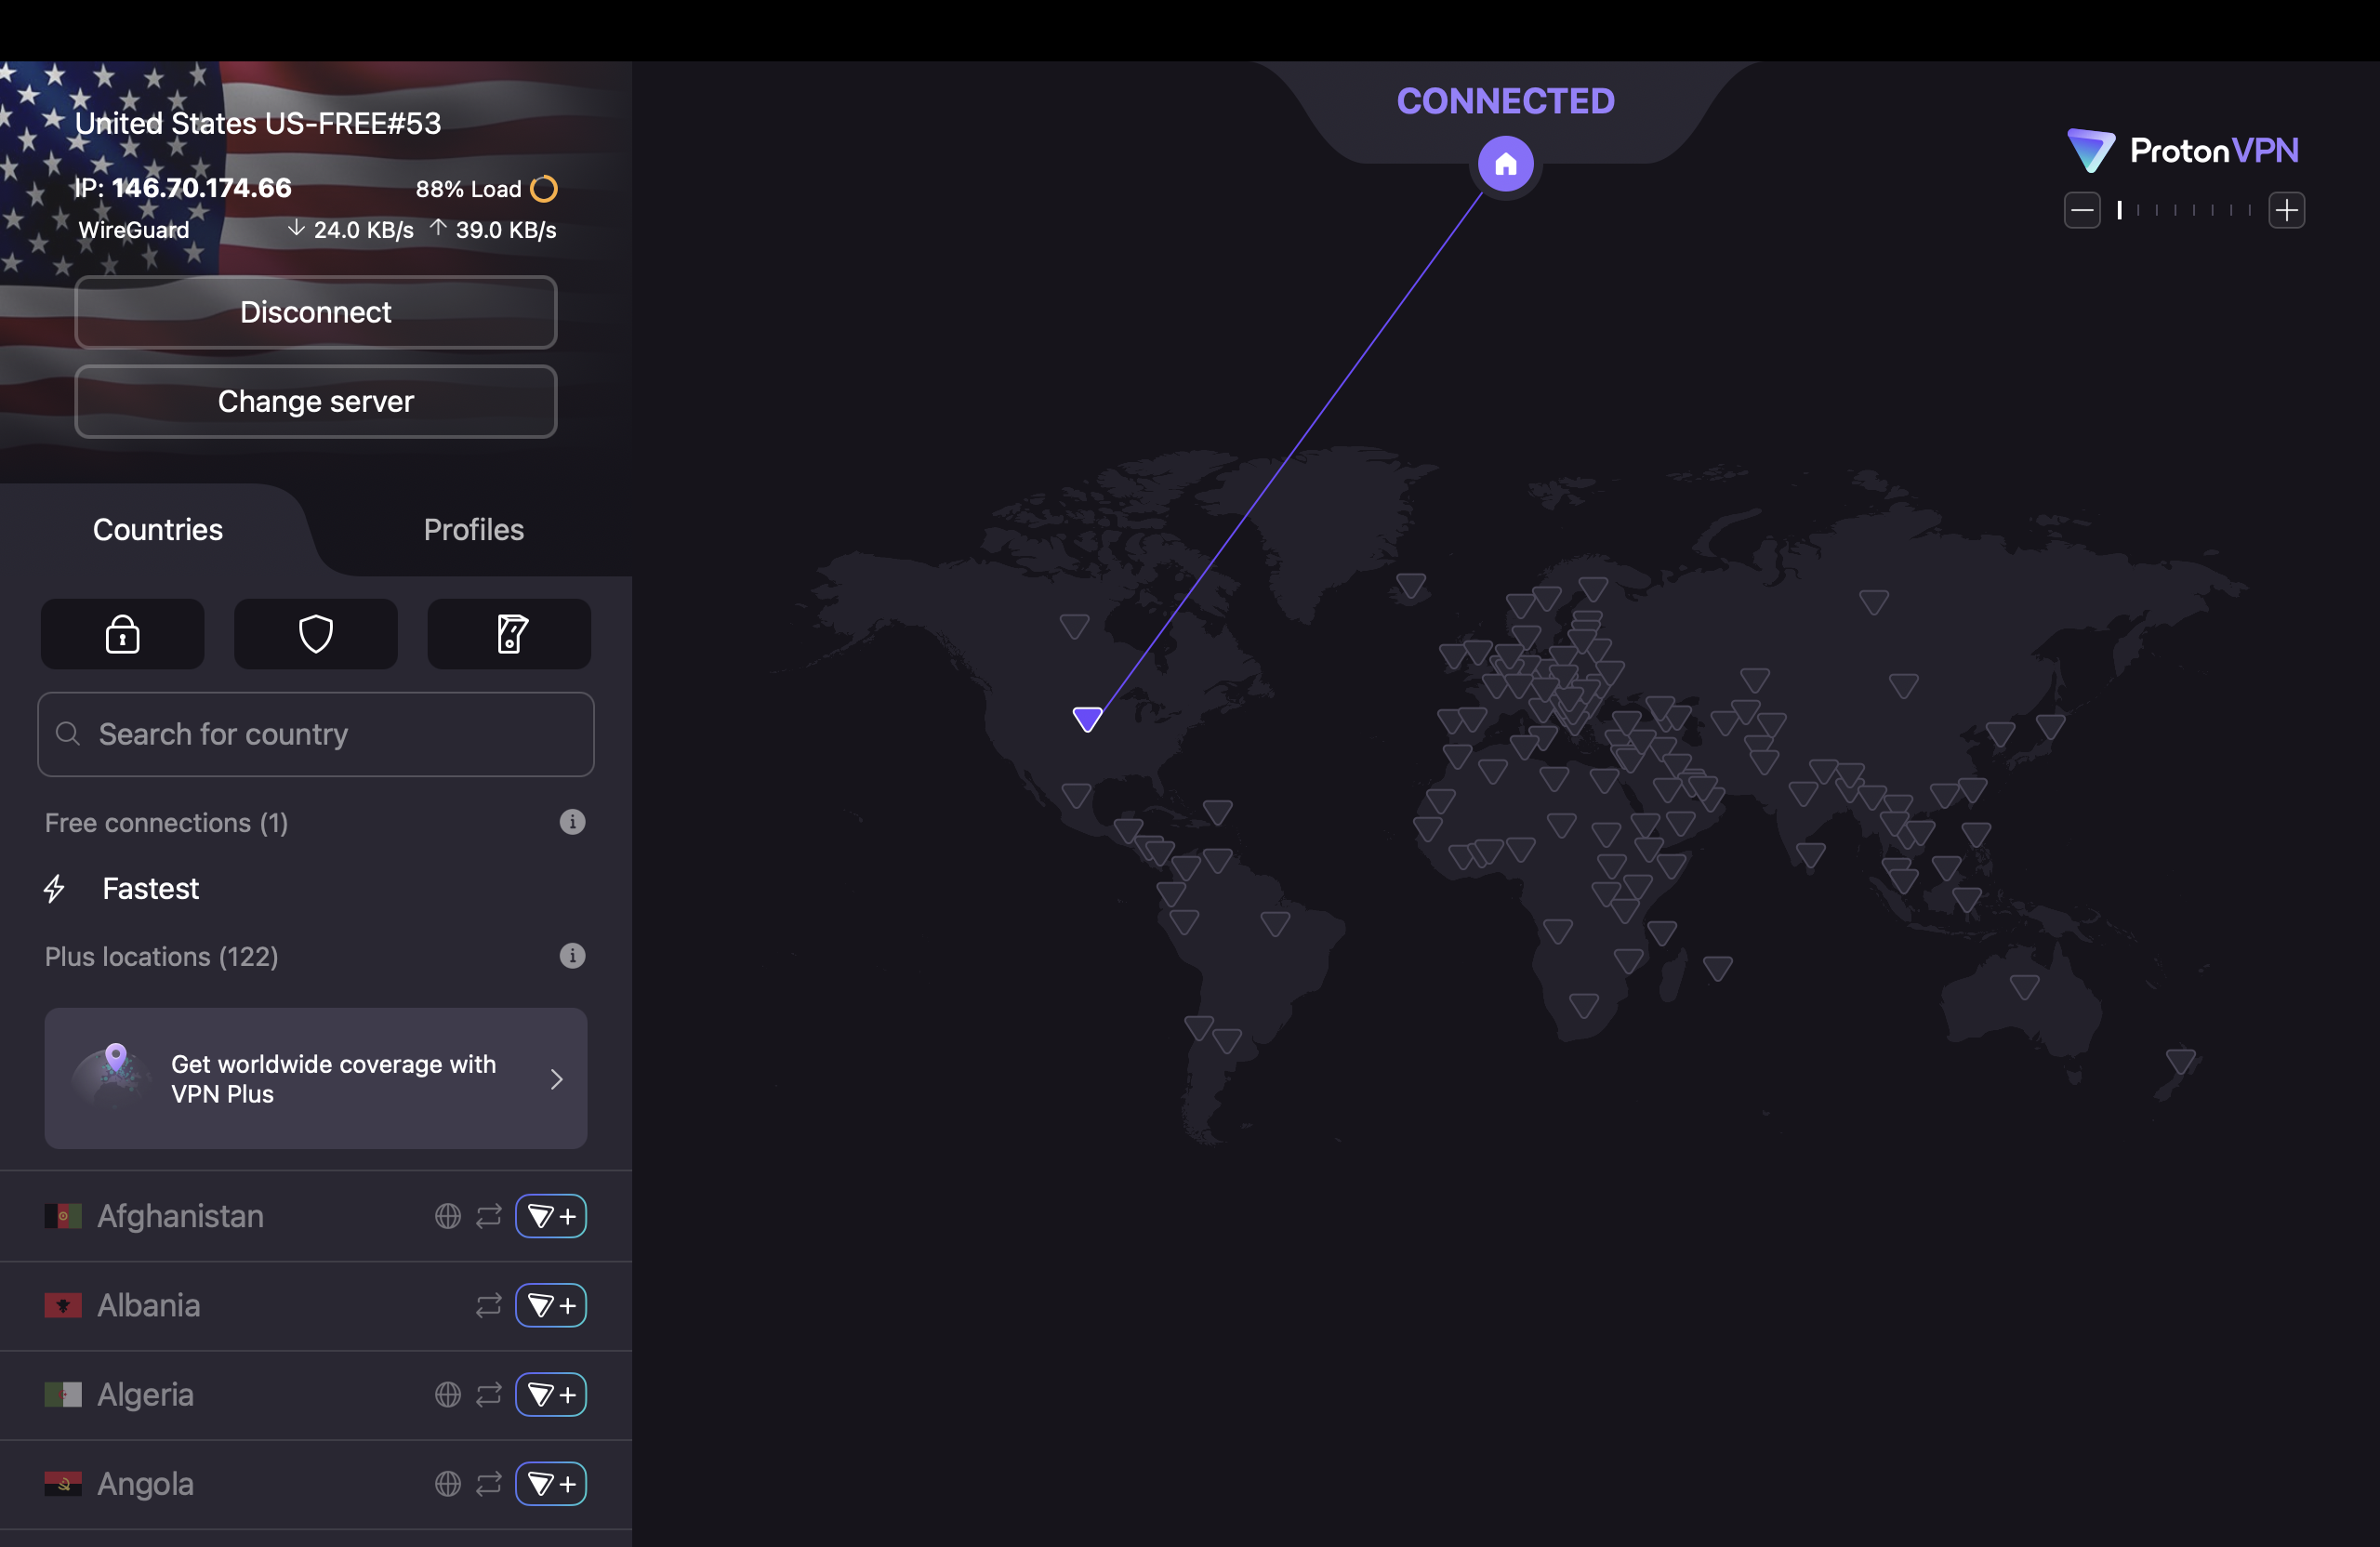 United States US-FREE#53
IP: 146.70.174.66 88% Load
WireGuard ↓ 24.0 KB/s ↑ 39.0 KB/s
Disconnect
Change server
Countries Profiles
Search for country
Free connections (1)
Fastest
Plus locations (122)
Get worldwide coverage with
VPN Plus
Afghanistan
Albania
Algeria
Angola
CONNECTED
ProtonVPN